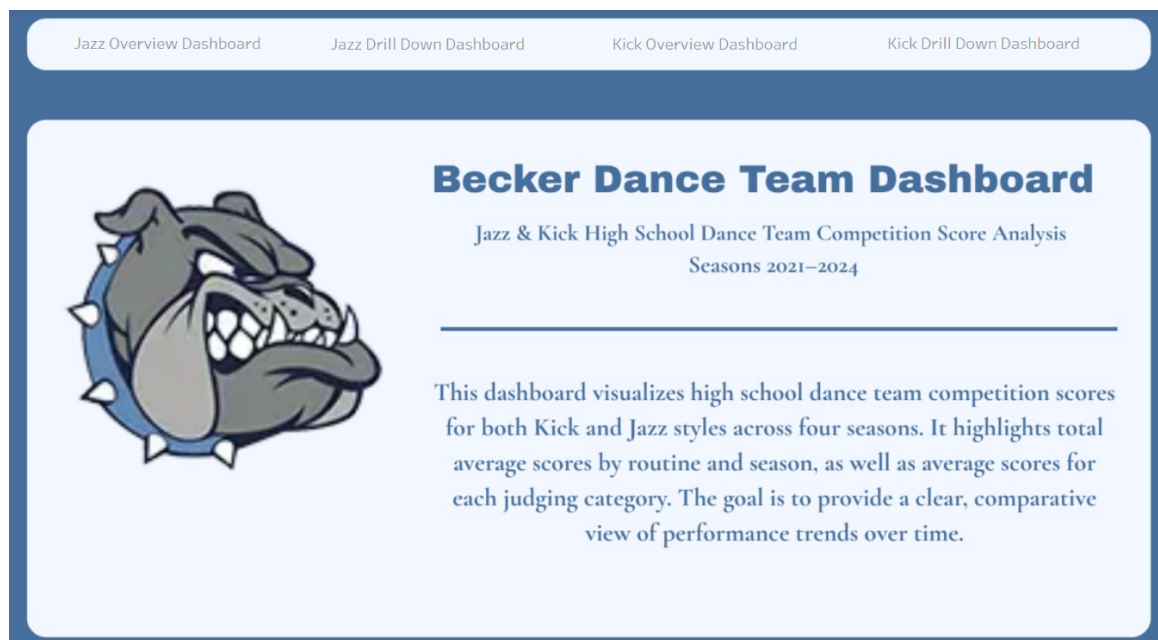 Jazz Overview Dashboard
Jazz Drill Down Dashboard
Kick Overview Dashboard
Kick Drill Down Dashboard
Becker Dance Team Dashboard
Jazz & Kick High School Dance Team Competition Score Analysis
Seasons 2021–2024
This dashboard visualizes high school dance team competition scores
for both Kick and Jazz styles across four seasons. It highlights total
average scores by routine and season, as well as average scores for
each judging category. The goal is to provide a clear, comparative
view of performance trends over time.